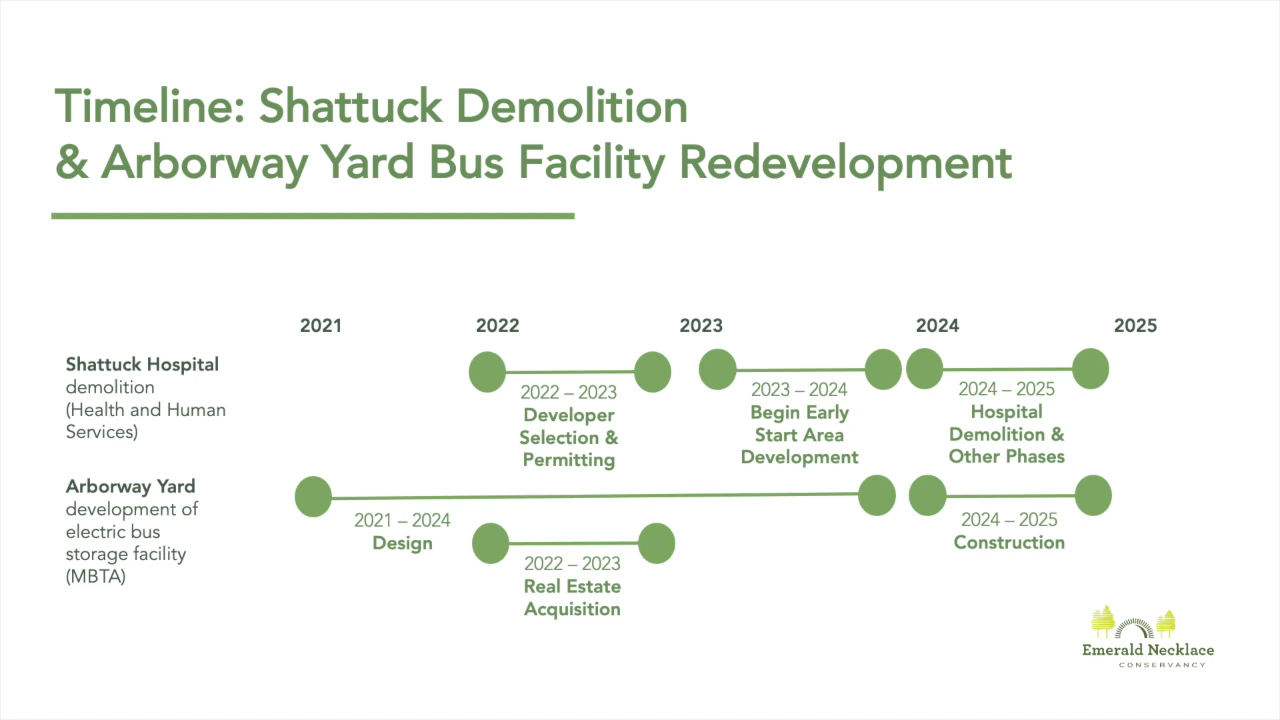 Timeline: Shattuck Demolition
& Arborway Yard Bus Facility Redevelopment
2021
2022
2023
2024
2025
Shattuck Hospital
demolition
(Health and Human
Services)
2022 – 2023
Developer
Selection &
Permitting
2023 – 2024
Begin Early
Start Area
Development
2024 – 2025
Hospital
Demolition &
Other Phases
Arborway Yard
development of
electric bus
storage facility
(MBTA)
2021 – 2024
Design
2022 – 2023
Real Estate
Acquisition
2024 – 2025
Construction
Emerald Necklace
CONSERVANCY